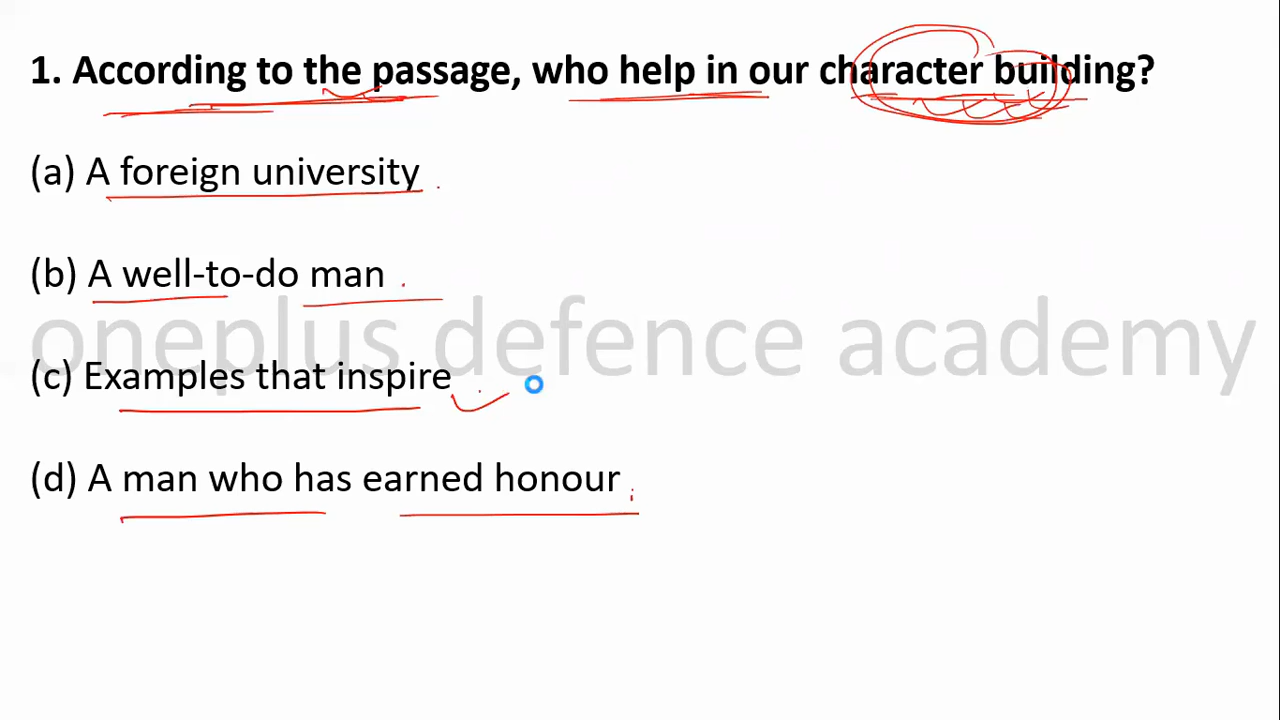 1. According to the passage, who help in our character building?
(a) A foreign university
(b) A well-to-do man
oneplus defence academy
(c) Examples that inspire
(d) A man who has earned honour